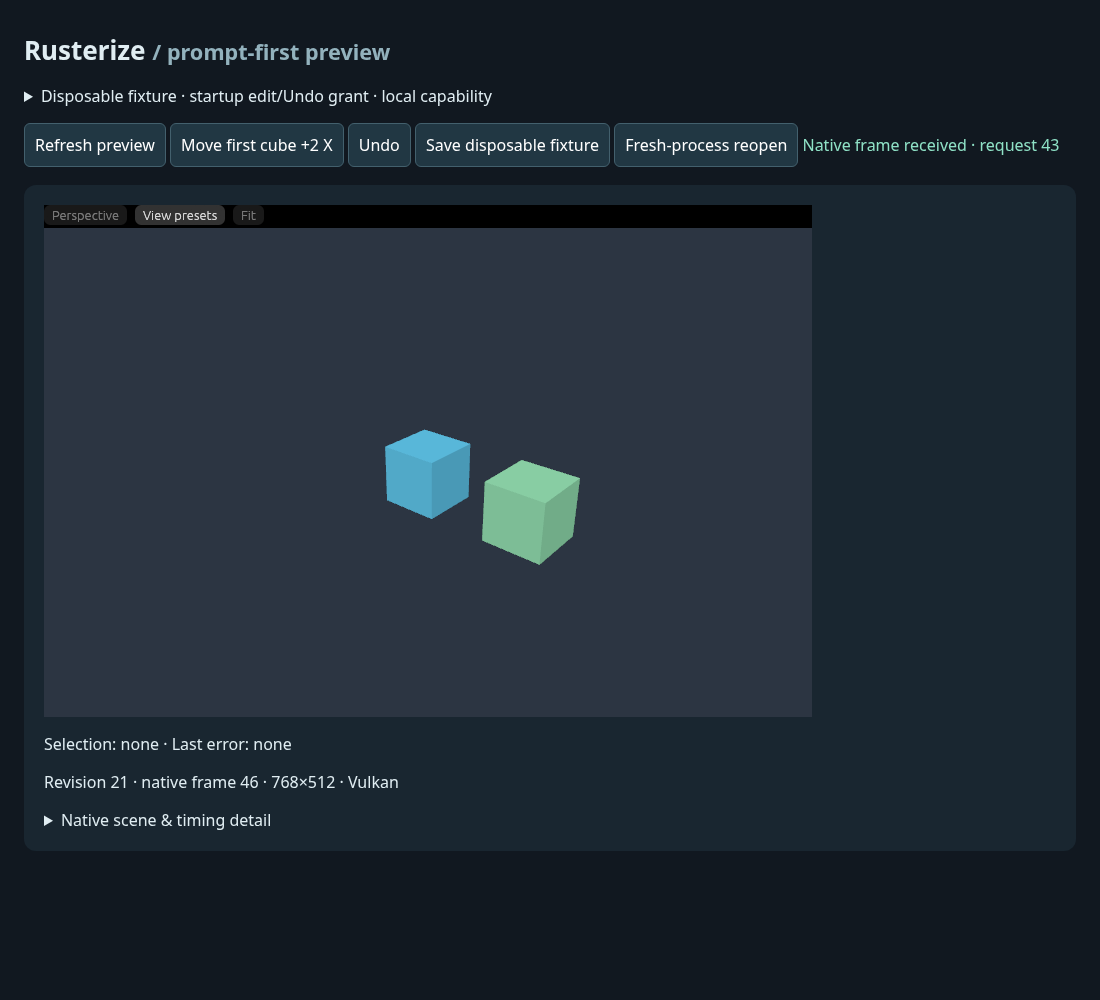 Rusterize / prompt-first preview
▶ Disposable fixture · startup edit/Undo grant · local capability
Refresh preview Move first cube +2 X Undo Save disposable fixture Fresh-process reopen Native frame received · request 43
Perspective View presets Fit
Selection: none · Last error: none
Revision 21 · native frame 46 · 768×512 · Vulkan
▶ Native scene & timing detail